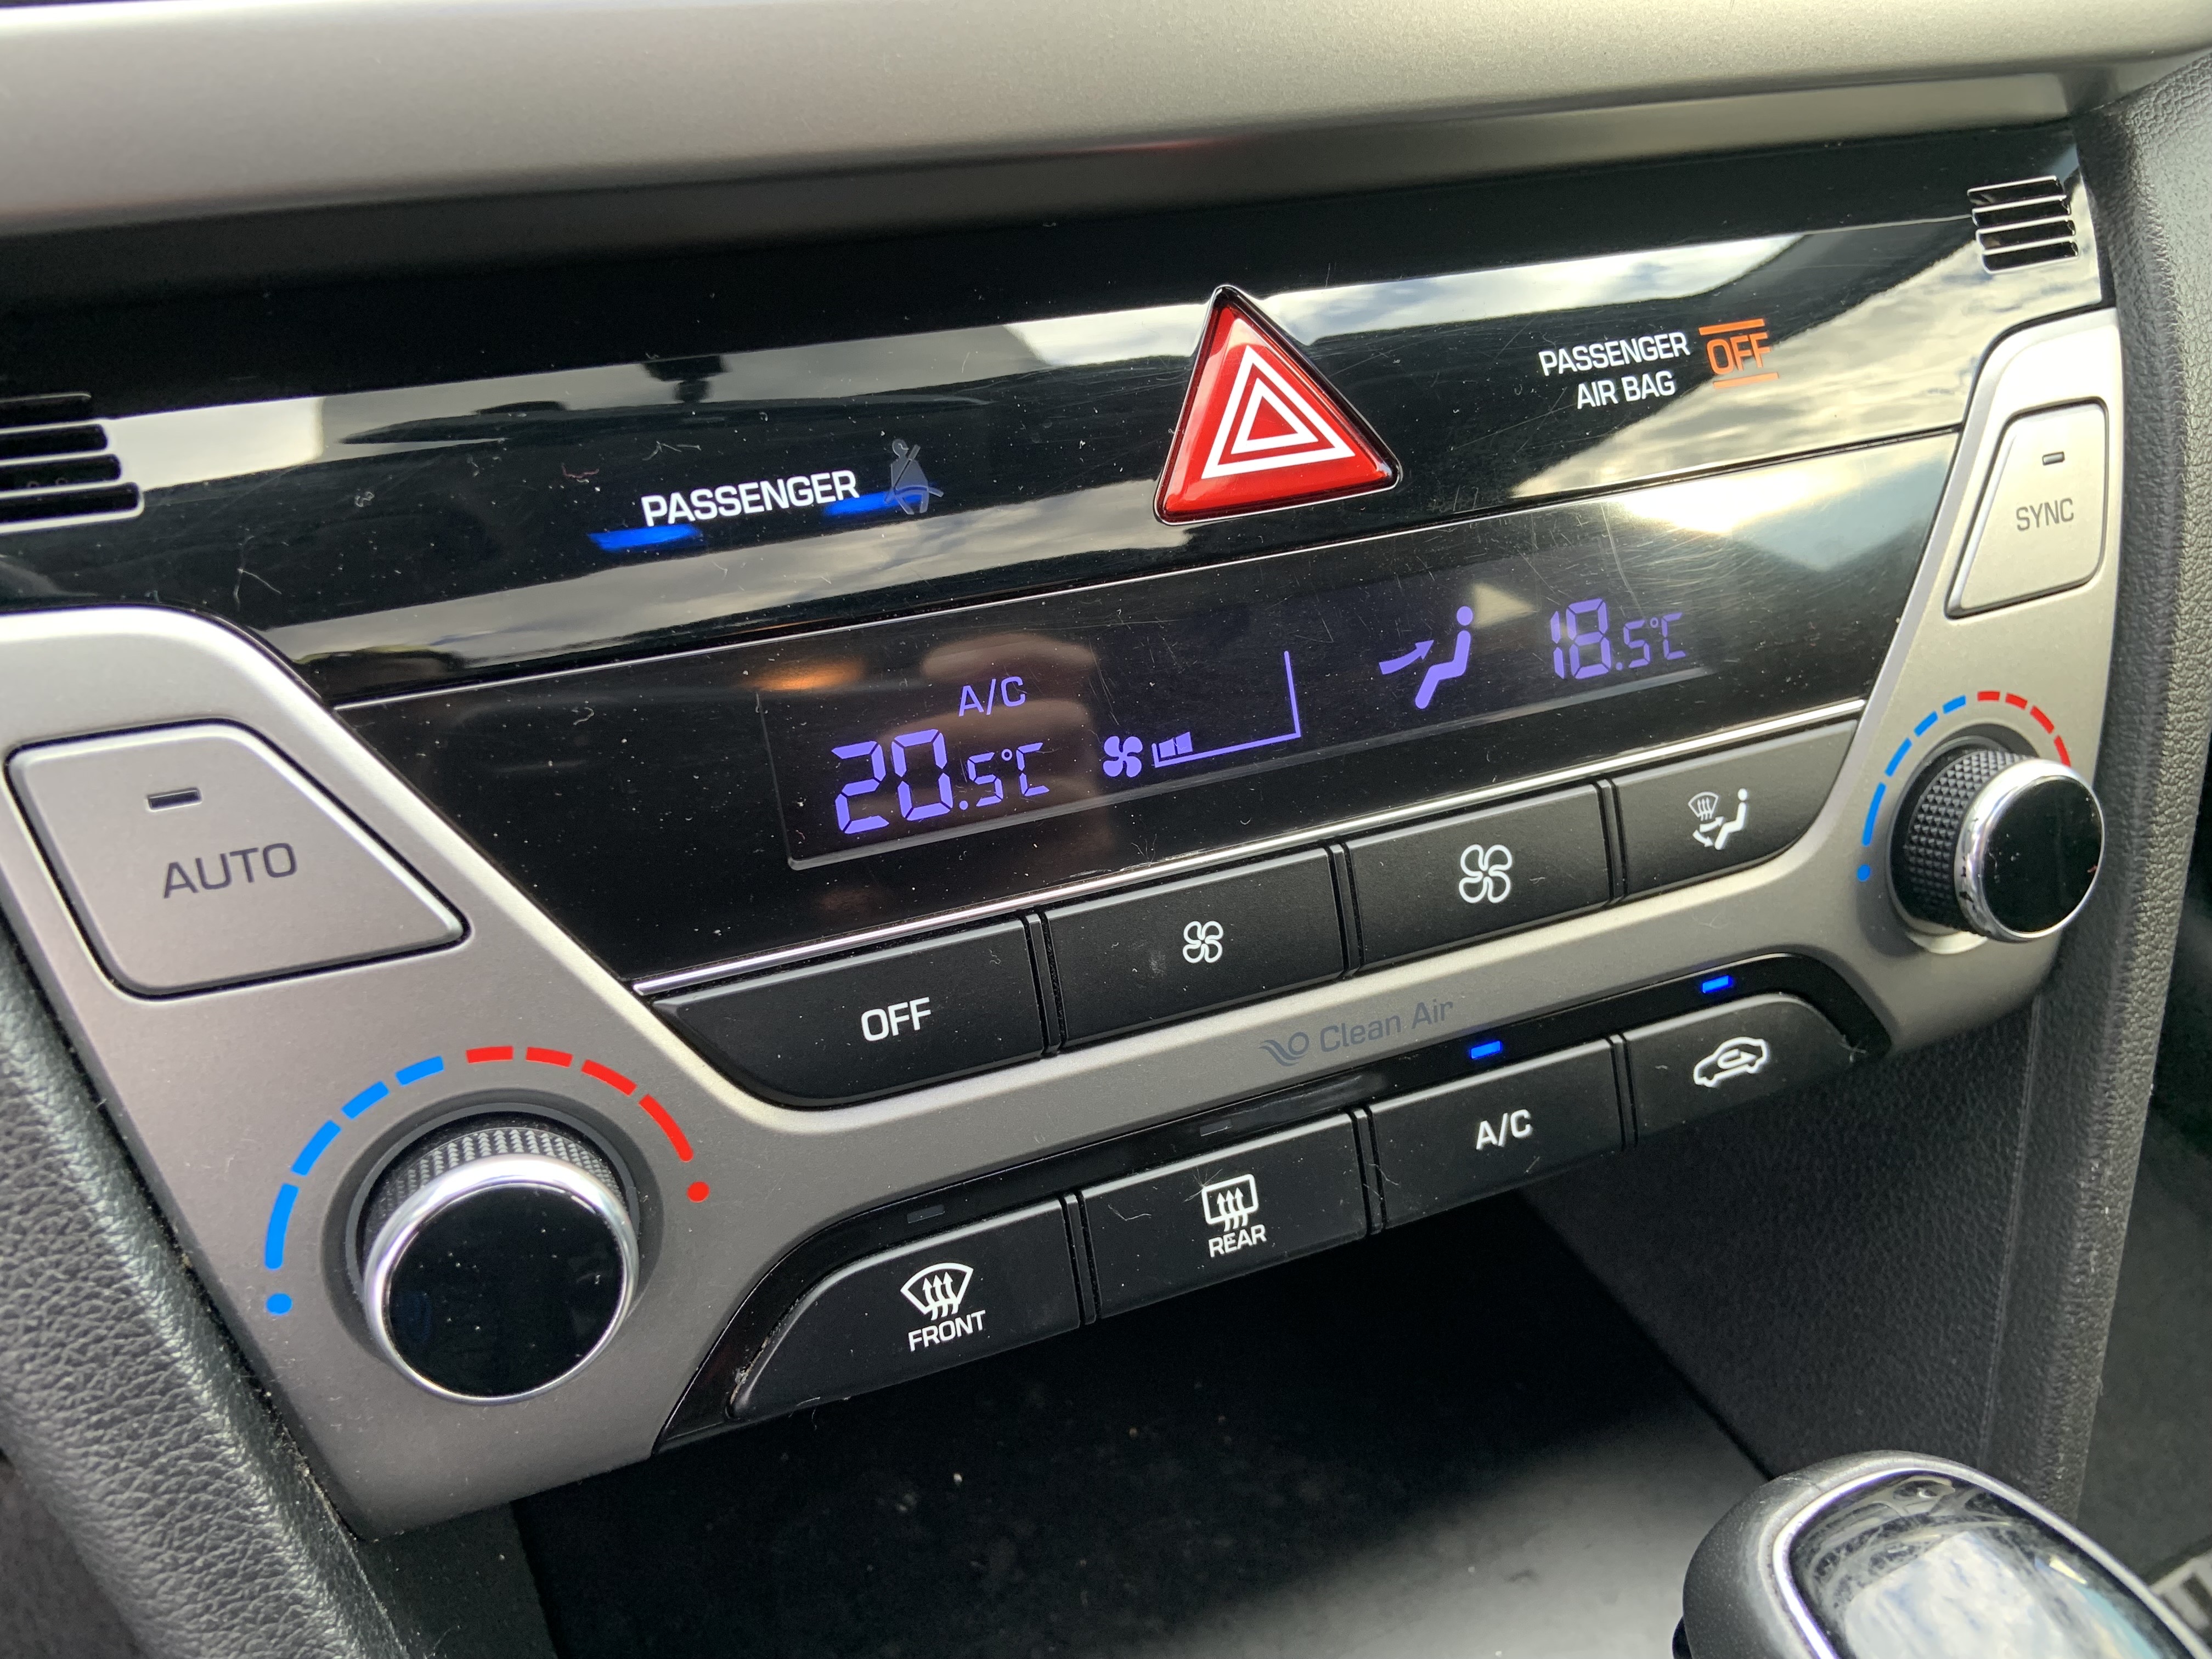 PASSENGER
AIR BAG OFF
PASSENGER
A/C
20.5°C
18.5°C
SYNC
AUTO
OFF
Clean Air
A/C
REAR
FRONT